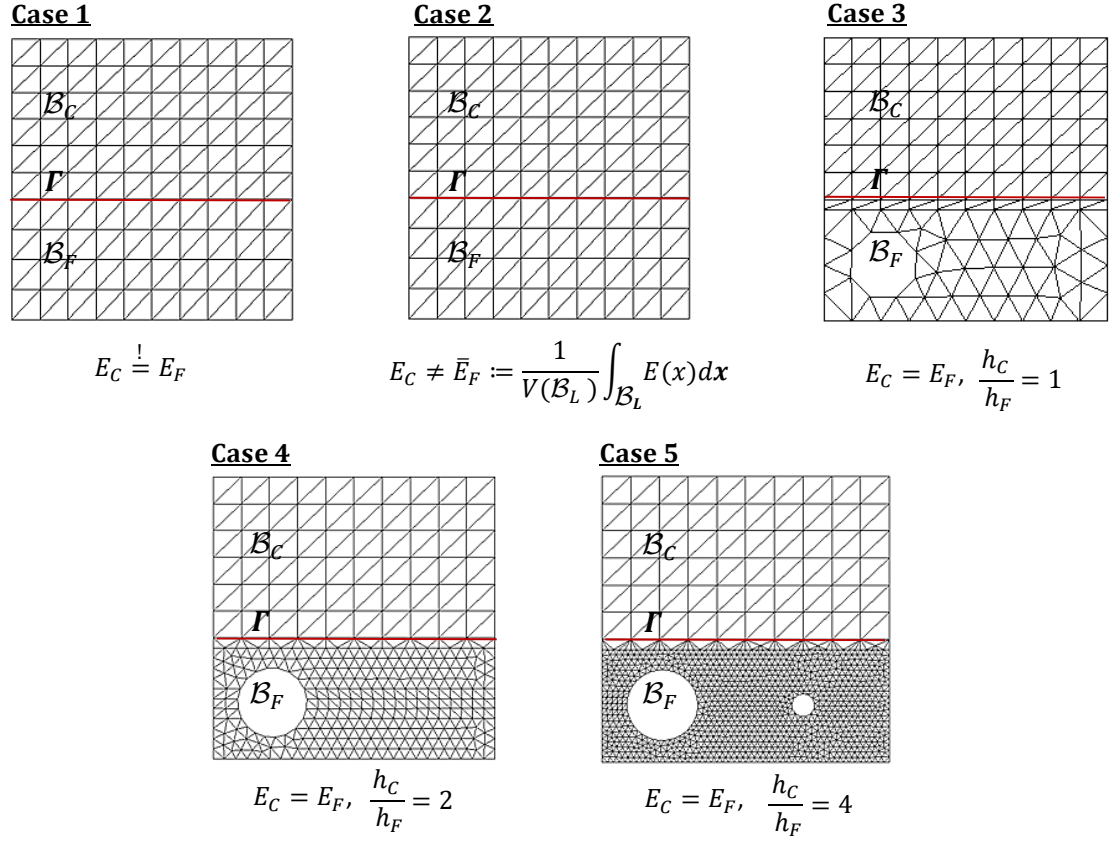 Case 1
Case 2
Case 3
ℬ_C
ℬ_C
ℬ_C
Γ
Γ
Γ
ℬ_F
ℬ_F
ℬ_F
E_C =! E_F
E_C ≠ Ē_F ≔ 1/V(ℬ_L) ∫_{ℬ_L} E(x)d𝒙
E_C = E_F, h_C/h_F = 1
Case 4
Case 5
ℬ_C
ℬ_C
Γ
Γ
ℬ_F
ℬ_F
E_C = E_F, h_C/h_F = 2
E_C = E_F, h_C/h_F = 4